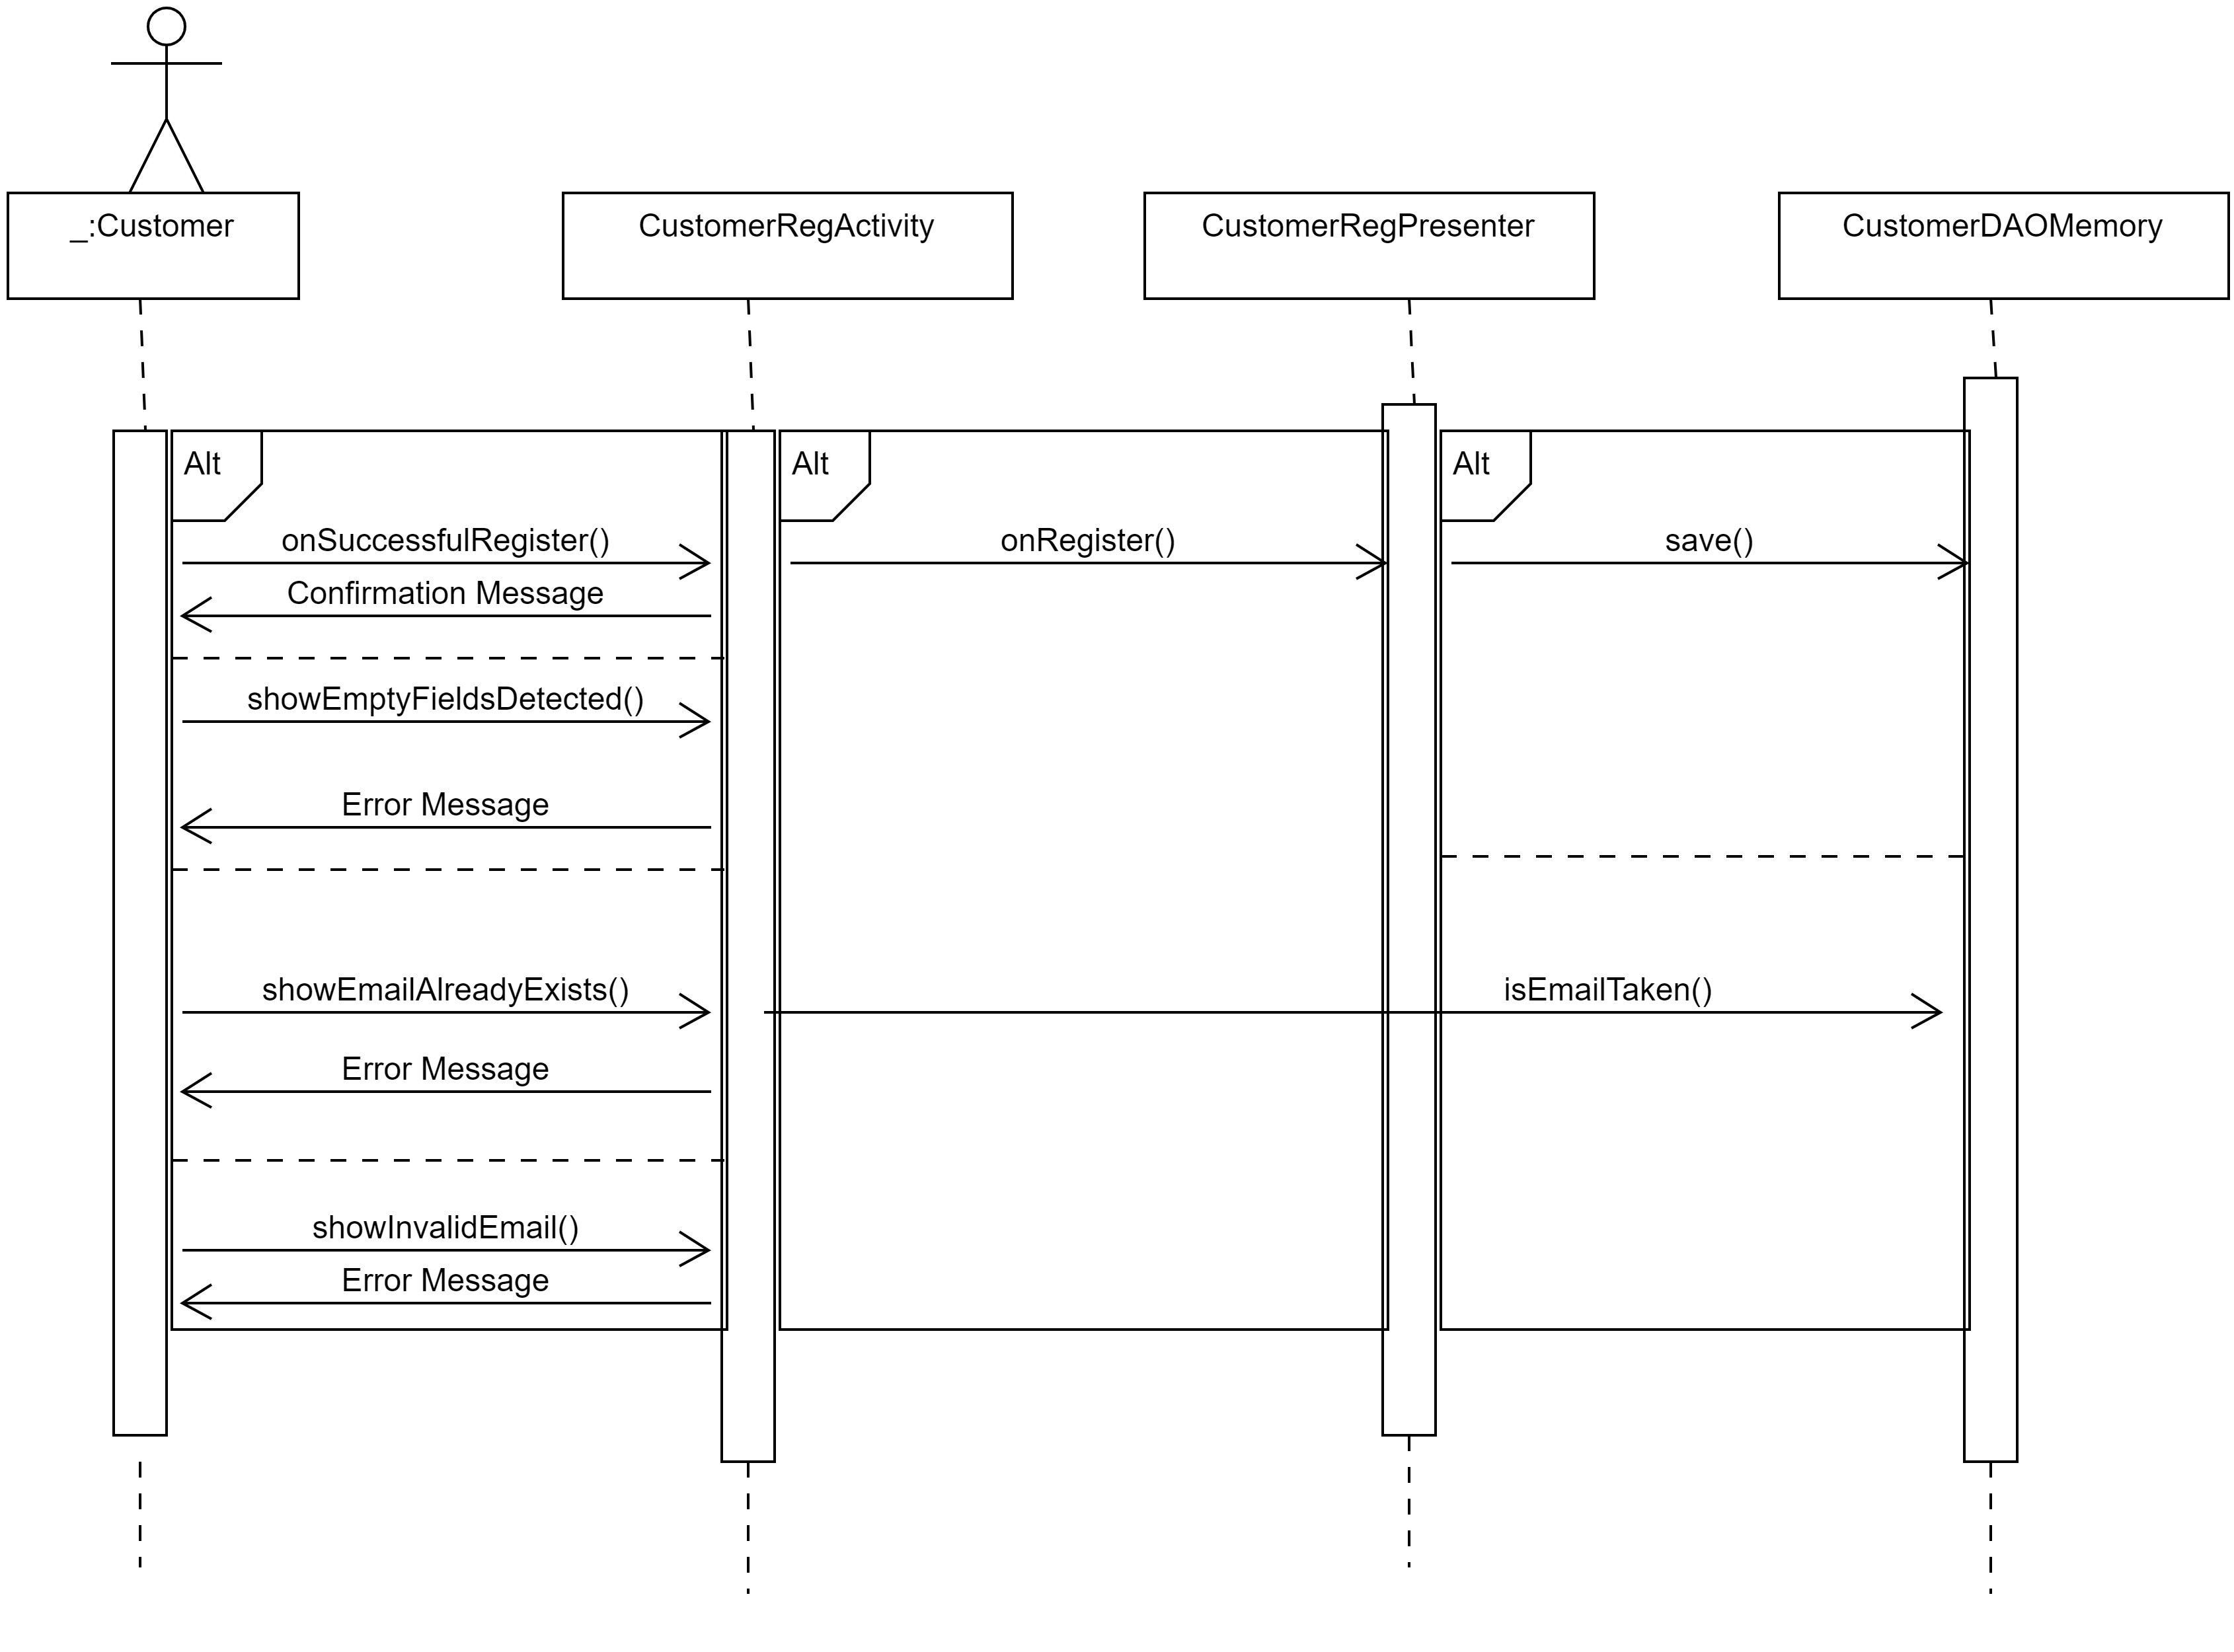 _:Customer
CustomerRegActivity
CustomerRegPresenter
CustomerDAOMemory
Alt
Alt
Alt
onSuccessfulRegister()
onRegister()
save()
Confirmation Message
showEmptyFieldsDetected()
Error Message
showEmailAlreadyExists()
isEmailTaken()
Error Message
showInvalidEmail()
Error Message